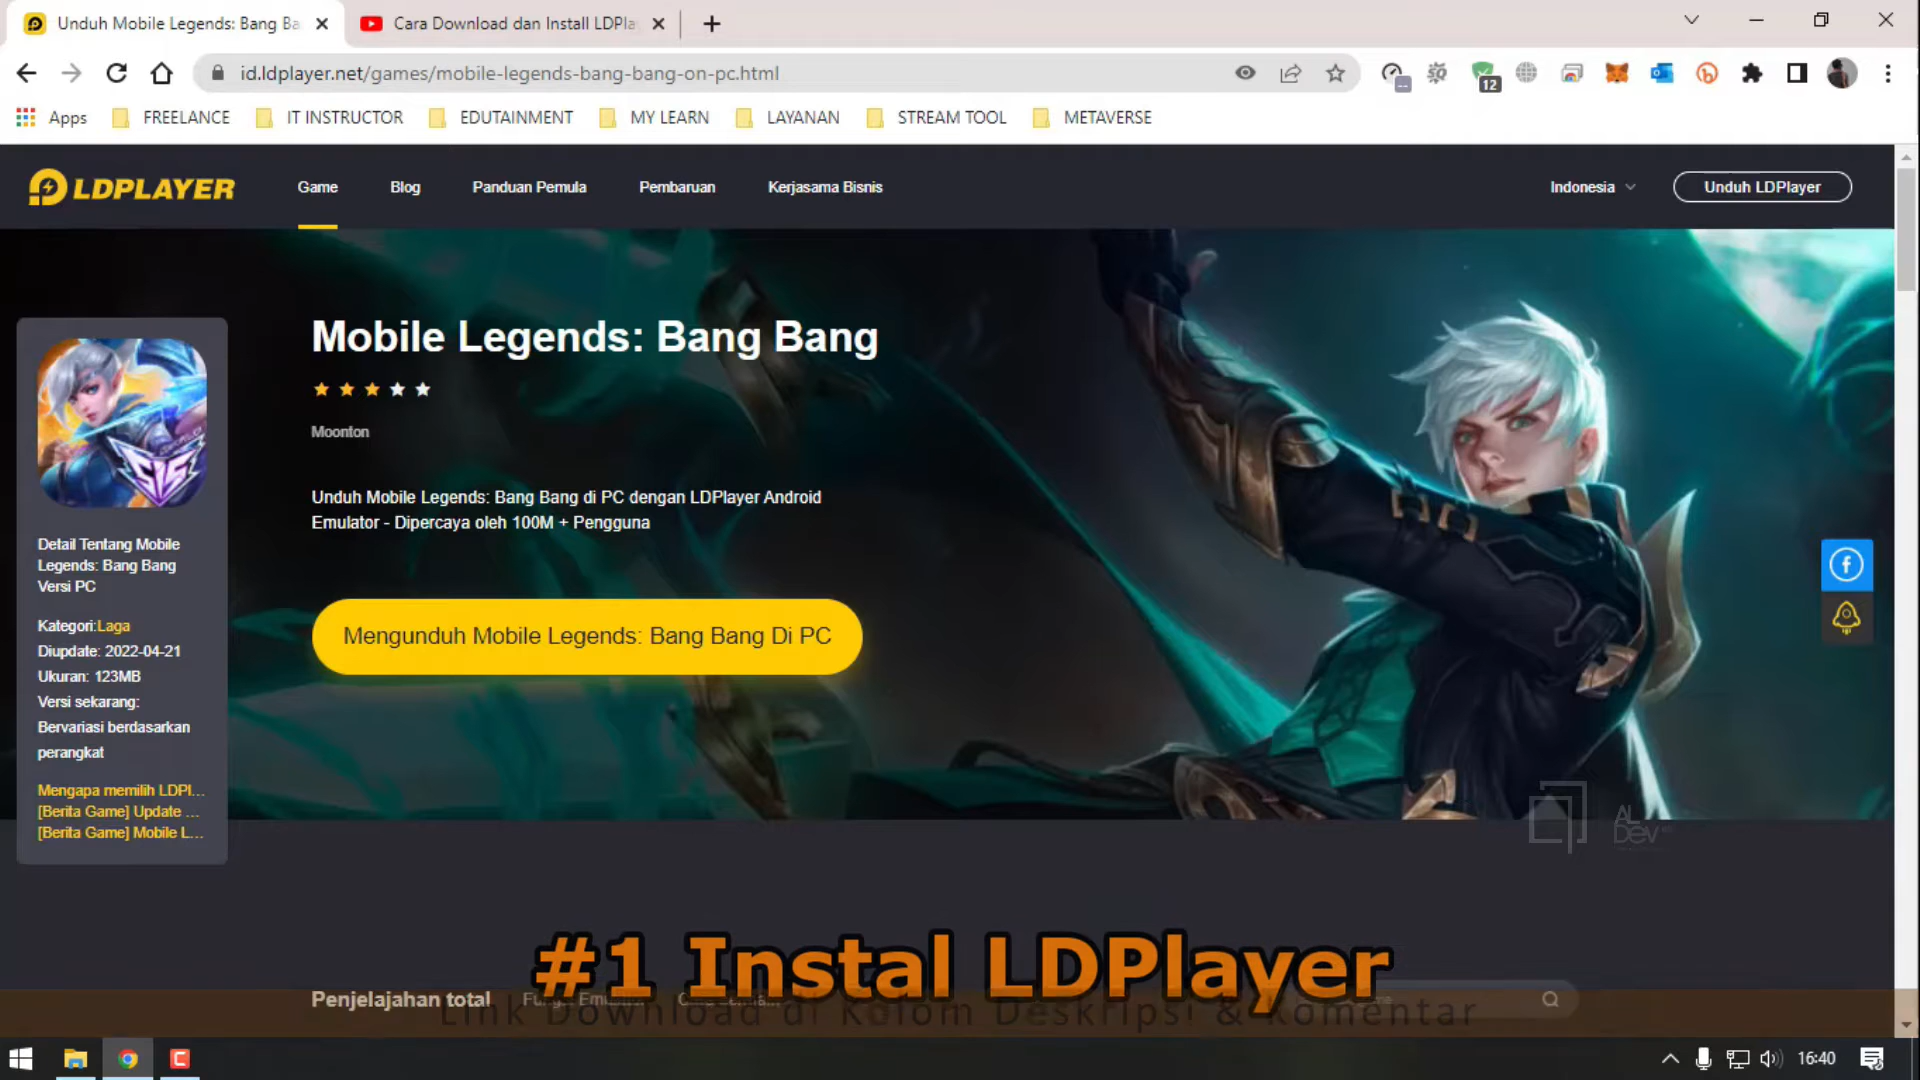 Unduh Mobile Legends: Bang Ba
Cara Download dan Install LDPla
id.ldplayer.net/games/mobile-legends-bang-bang-on-pc.html
12
Apps
FREELANCE
IT INSTRUCTOR
EDUTAINMENT
MY LEARN
LAYANAN
STREAM TOOL
METAVERSE
LDPLAYER
Game
Blog
Panduan Pemula
Pembaruan
Kerjasama Bisnis
Indonesia
Unduh LDPlayer
Mobile Legends: Bang Bang
Moonton
Unduh Mobile Legends: Bang Bang di PC dengan LDPlayer Android
Emulator - Dipercaya oleh 100M + Pengguna
Mengunduh Mobile Legends: Bang Bang Di PC
Detail Tentang Mobile
Legends: Bang Bang
Versi PC
Kategori:Laga
Diupdate: 2022-04-21
Ukuran: 123MB
Versi sekarang:
Bervariasi berdasarkan
perangkat
Mengapa memilih LDPl...
[Berita Game] Update ...
[Berita Game] Mobile L...
AL
Dev
#1 Instal LDPlayer
Penjelajahan total
Link Download di Kolom Deskripsi & Komentar
16:40